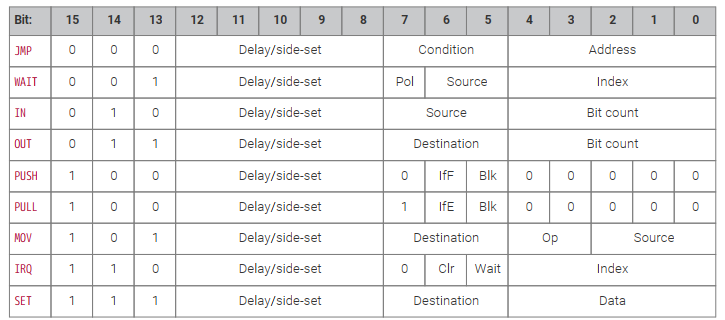 Bit: 15 14 13 12 11 10 9 8 7 6 5 4 3 2 1 0
JMP 0 0 0 Delay/side-set Condition Address
WAIT 0 0 1 Delay/side-set Pol Source Index
IN 0 1 0 Delay/side-set Source Bit count
OUT 0 1 1 Delay/side-set Destination Bit count
PUSH 1 0 0 Delay/side-set 0 IfF Blk 0 0 0 0 0
PULL 1 0 0 Delay/side-set 1 IfE Blk 0 0 0 0 0
MOV 1 0 1 Delay/side-set Destination Op Source
IRQ 1 1 0 Delay/side-set 0 Clr Wait Index
SET 1 1 1 Delay/side-set Destination Data